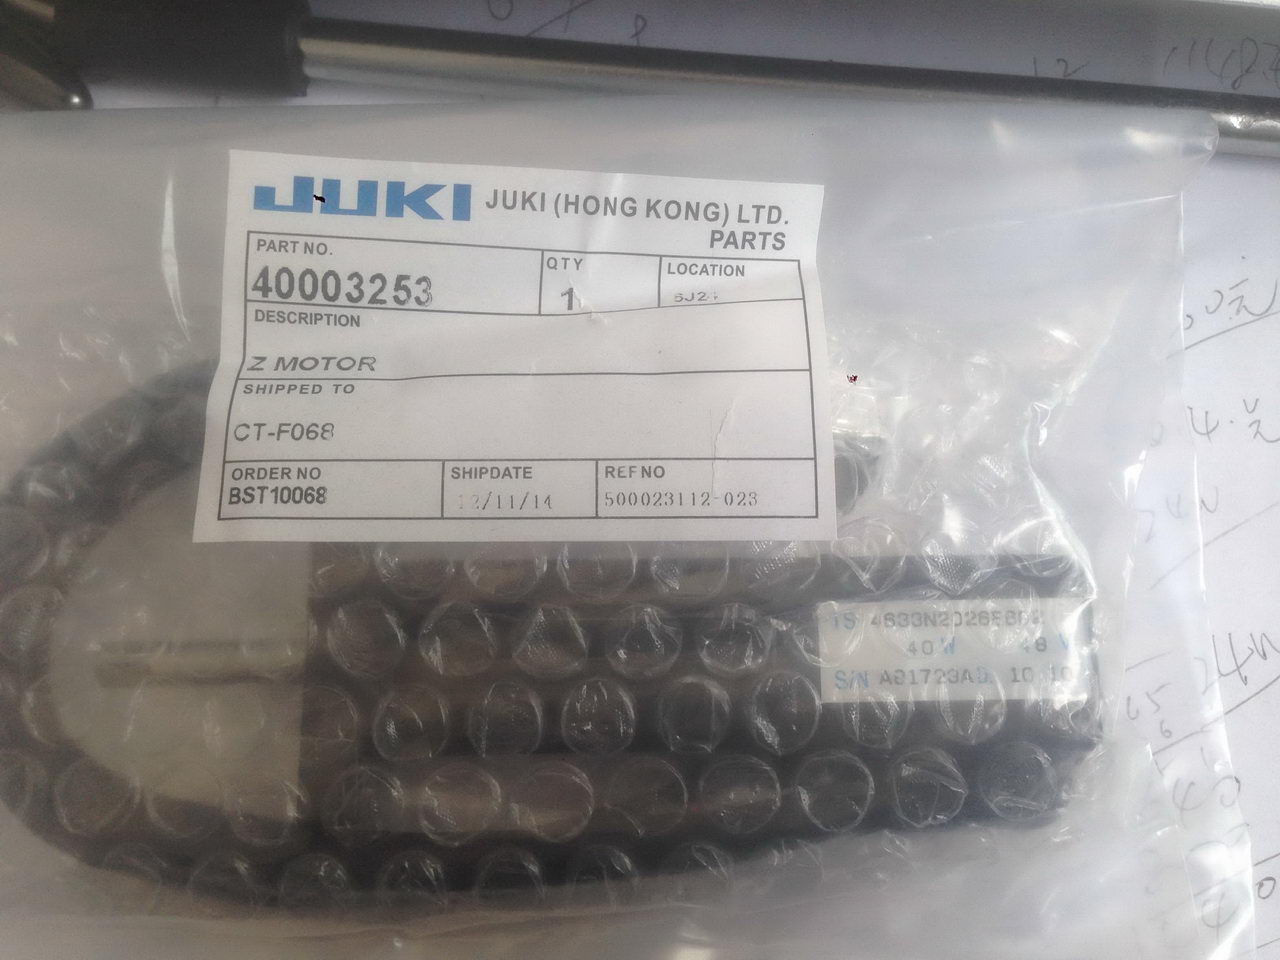 JUKI JUKI (HONG KONG) LTD.
PARTS
PART NO.
40003253
QTY
1
LOCATION
DESCRIPTION
Z MOTOR
SHIPPED TO
CT-F068
ORDER NO
BST10068
SHIPDATE
12/11/14
REF NO
500023112-023
40W
S/N